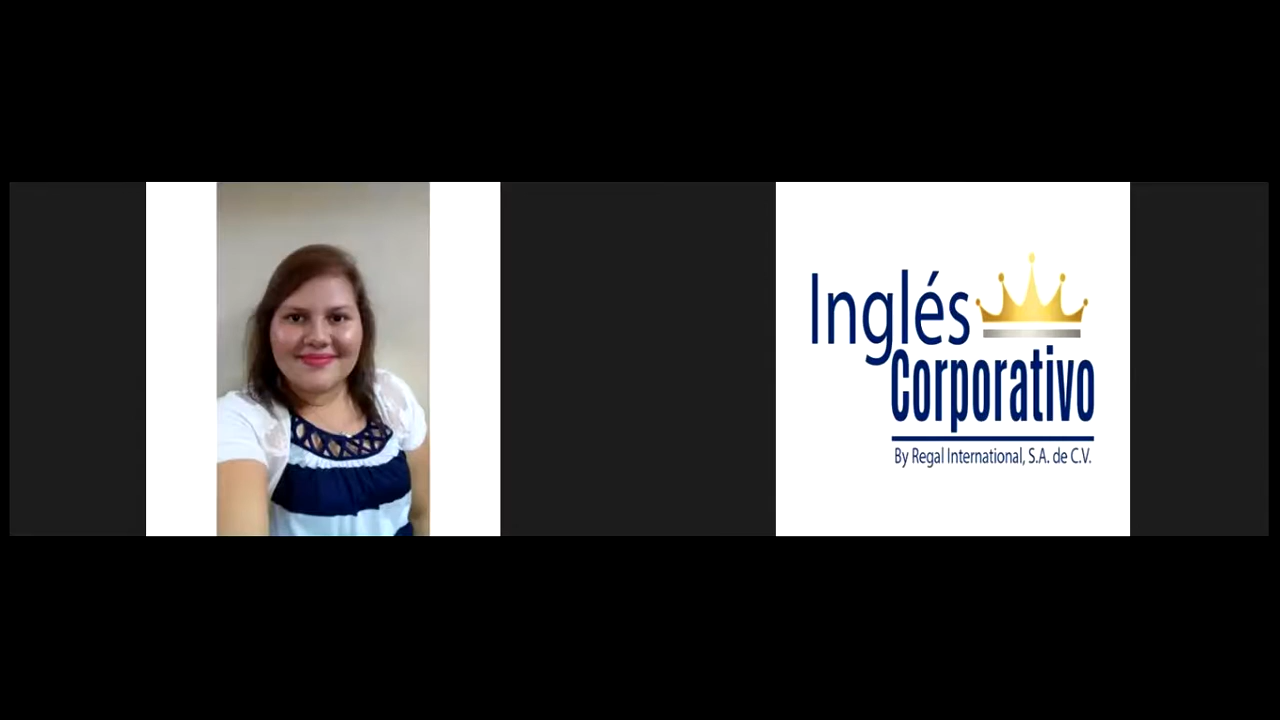 Inglés
Corporativo
By Regal International, S.A. de C.V.